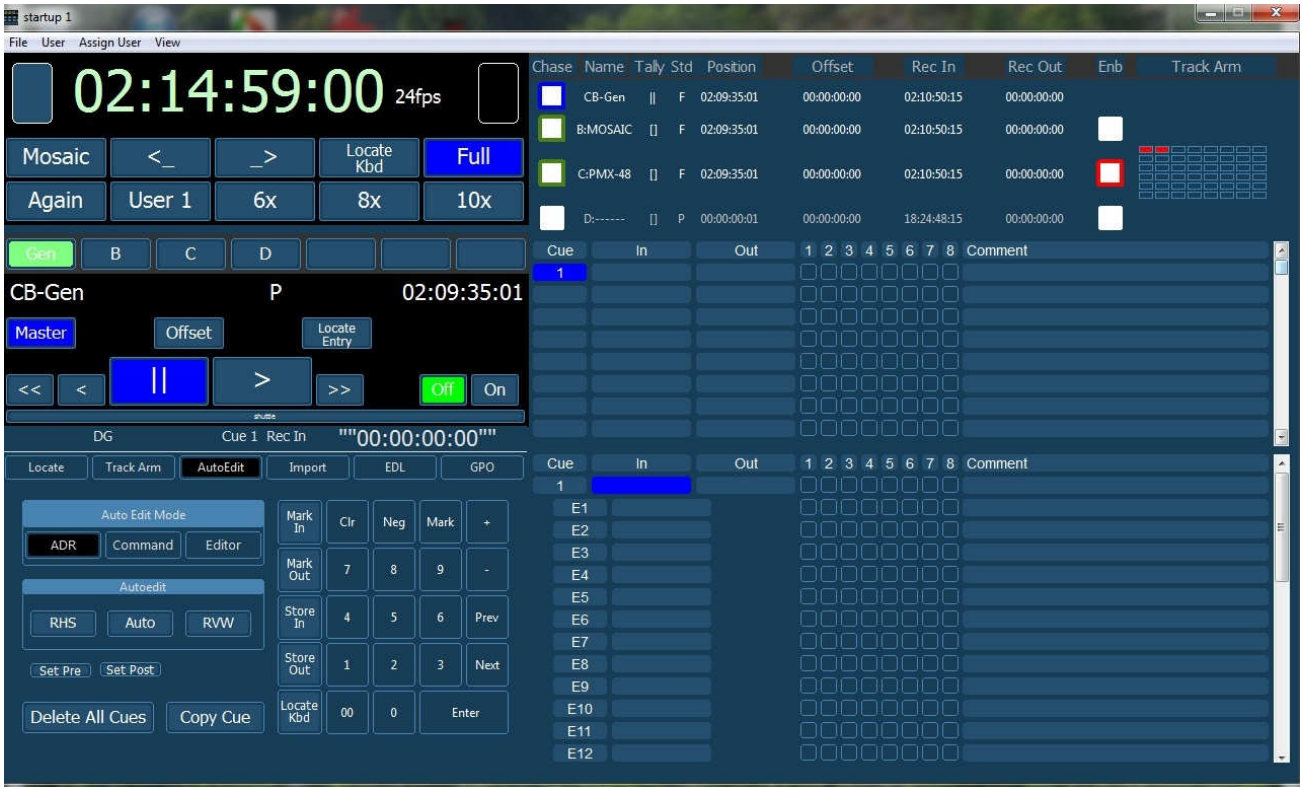 startup 1
File User Assign User View
02:14:59:00 24fps
Mosaic <_ _> Locate Kbd Full
Again User 1 6x 8x 10x
Gen B C D
CB-Gen P 02:09:35:01
Master Offset Locate Entry
<< < || > >> Off On
shuttle
DG Cue 1 Rec In ""00:00:00:00""
Locate Track Arm AutoEdit Import EDL GPO
Auto Edit Mode
ADR Command Editor
Autoedit
RHS Auto RVW
Set Pre Set Post
Delete All Cues Copy Cue
Mark In Clr Neg Mark +
Mark Out 7 8 9 -
Store In 4 5 6 Prev
Store Out 1 2 3 Next
Locate Kbd 00 0 Enter
Chase Name Tally Std Position Offset Rec In Rec Out Enb Track Arm
CB-Gen || F 02:09:35:01 00:00:00:00 02:10:50:15 00:00:00:00
B:MOSAIC [] F 02:09:35:01 00:00:00:00 02:10:50:15 00:00:00:00
C:PMX-48 [] F 02:09:35:01 00:00:00:00 02:10:50:15 00:00:00:00
D:------ [] P 00:00:00:01 00:00:00:00 18:24:48:15 00:00:00:00
Cue In Out 1 2 3 4 5 6 7 8 Comment
1
Cue In Out 1 2 3 4 5 6 7 8 Comment
1
E1
E2
E3
E4
E5
E6
E7
E8
E9
E10
E11
E12